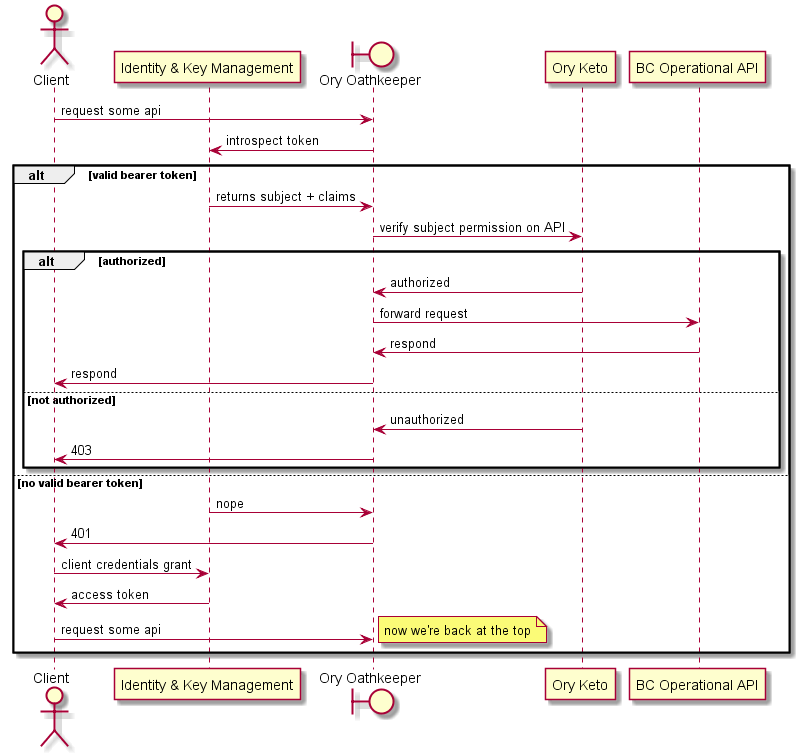 Client
Identity & Key Management
Ory Oathkeeper
Ory Keto
BC Operational API
request some api
introspect token
alt
[valid bearer token]
returns subject + claims
verify subject permission on API
alt
[authorized]
authorized
forward request
respond
respond
[not authorized]
unauthorized
403
[no valid bearer token]
nope
401
client credentials grant
access token
request some api
now we're back at the top
Client
Identity & Key Management
Ory Oathkeeper
Ory Keto
BC Operational API